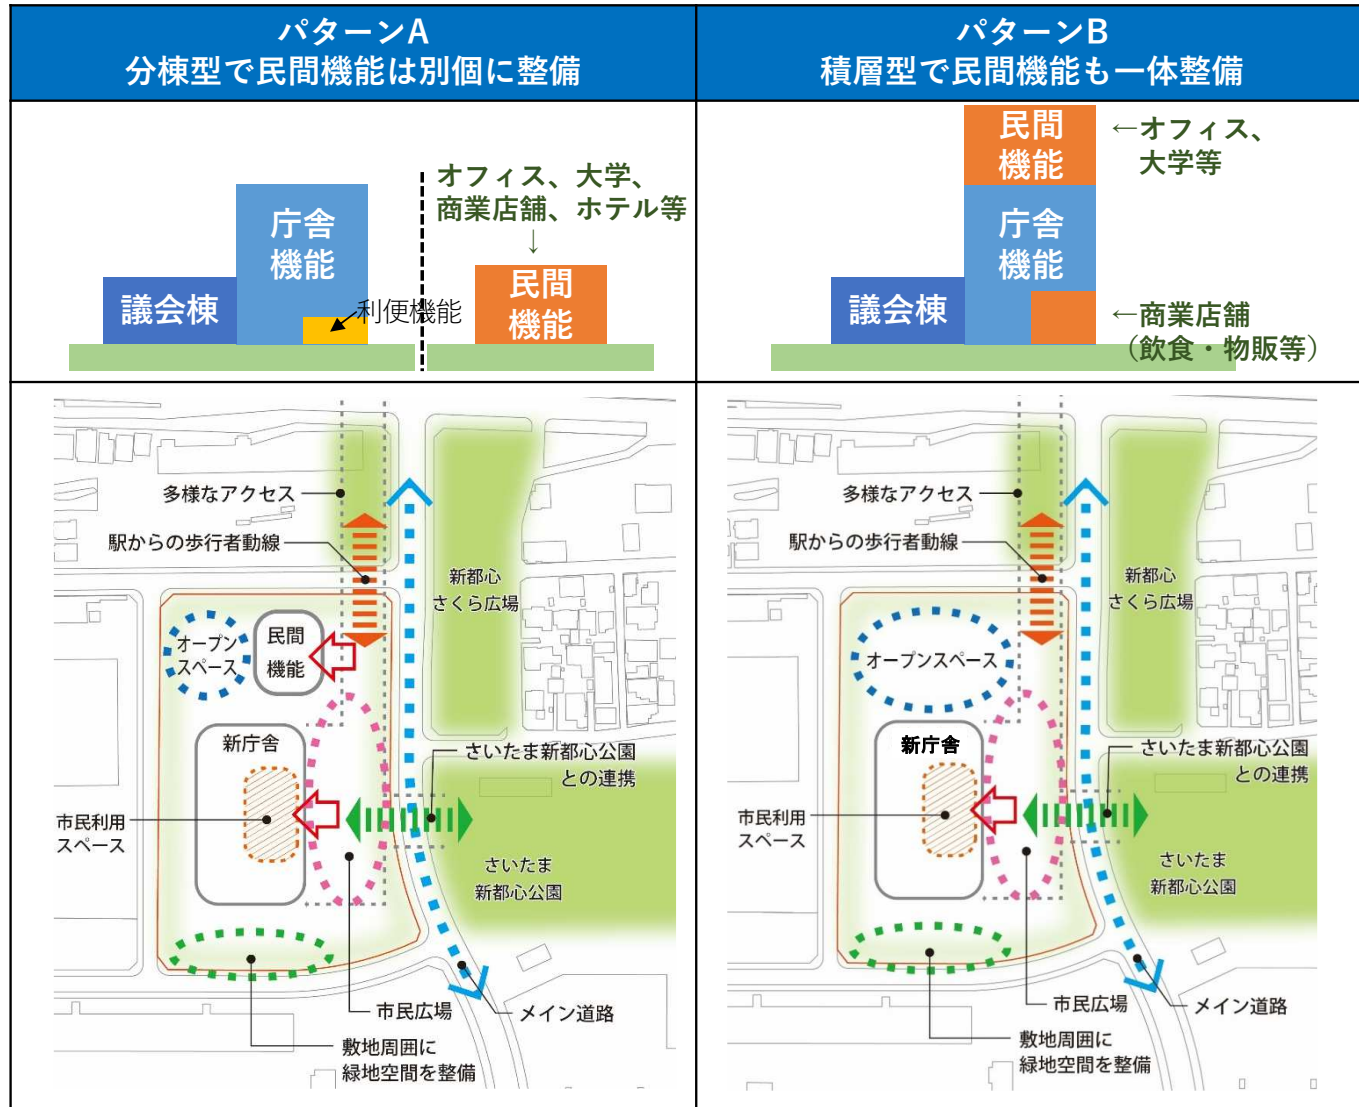 パターンA
分棟型で民間機能は別個に整備
パターンB
積層型で民間機能も一体整備
オフィス、大学、
商業店舗、ホテル等
↓
庁舎
機能
議会棟
利便機能
民間
機能
民間
機能
←オフィス、
大学等
庁舎
機能
議会棟
←商業店舗
（飲食・物販等）
多様なアクセス
駅からの歩行者動線
新都心
さくら広場
オープン
スペース
民間
機能
新庁舎
さいたま新都心公園
との連携
市民利用
スペース
さいたま
新都心公園
市民広場
メイン道路
敷地周囲に
緑地空間を整備
多様なアクセス
駅からの歩行者動線
新都心
さくら広場
オープンスペース
新庁舎
さいたま新都心公園
との連携
市民利用
スペース
さいたま
新都心公園
市民広場
メイン道路
敷地周囲に
緑地空間を整備